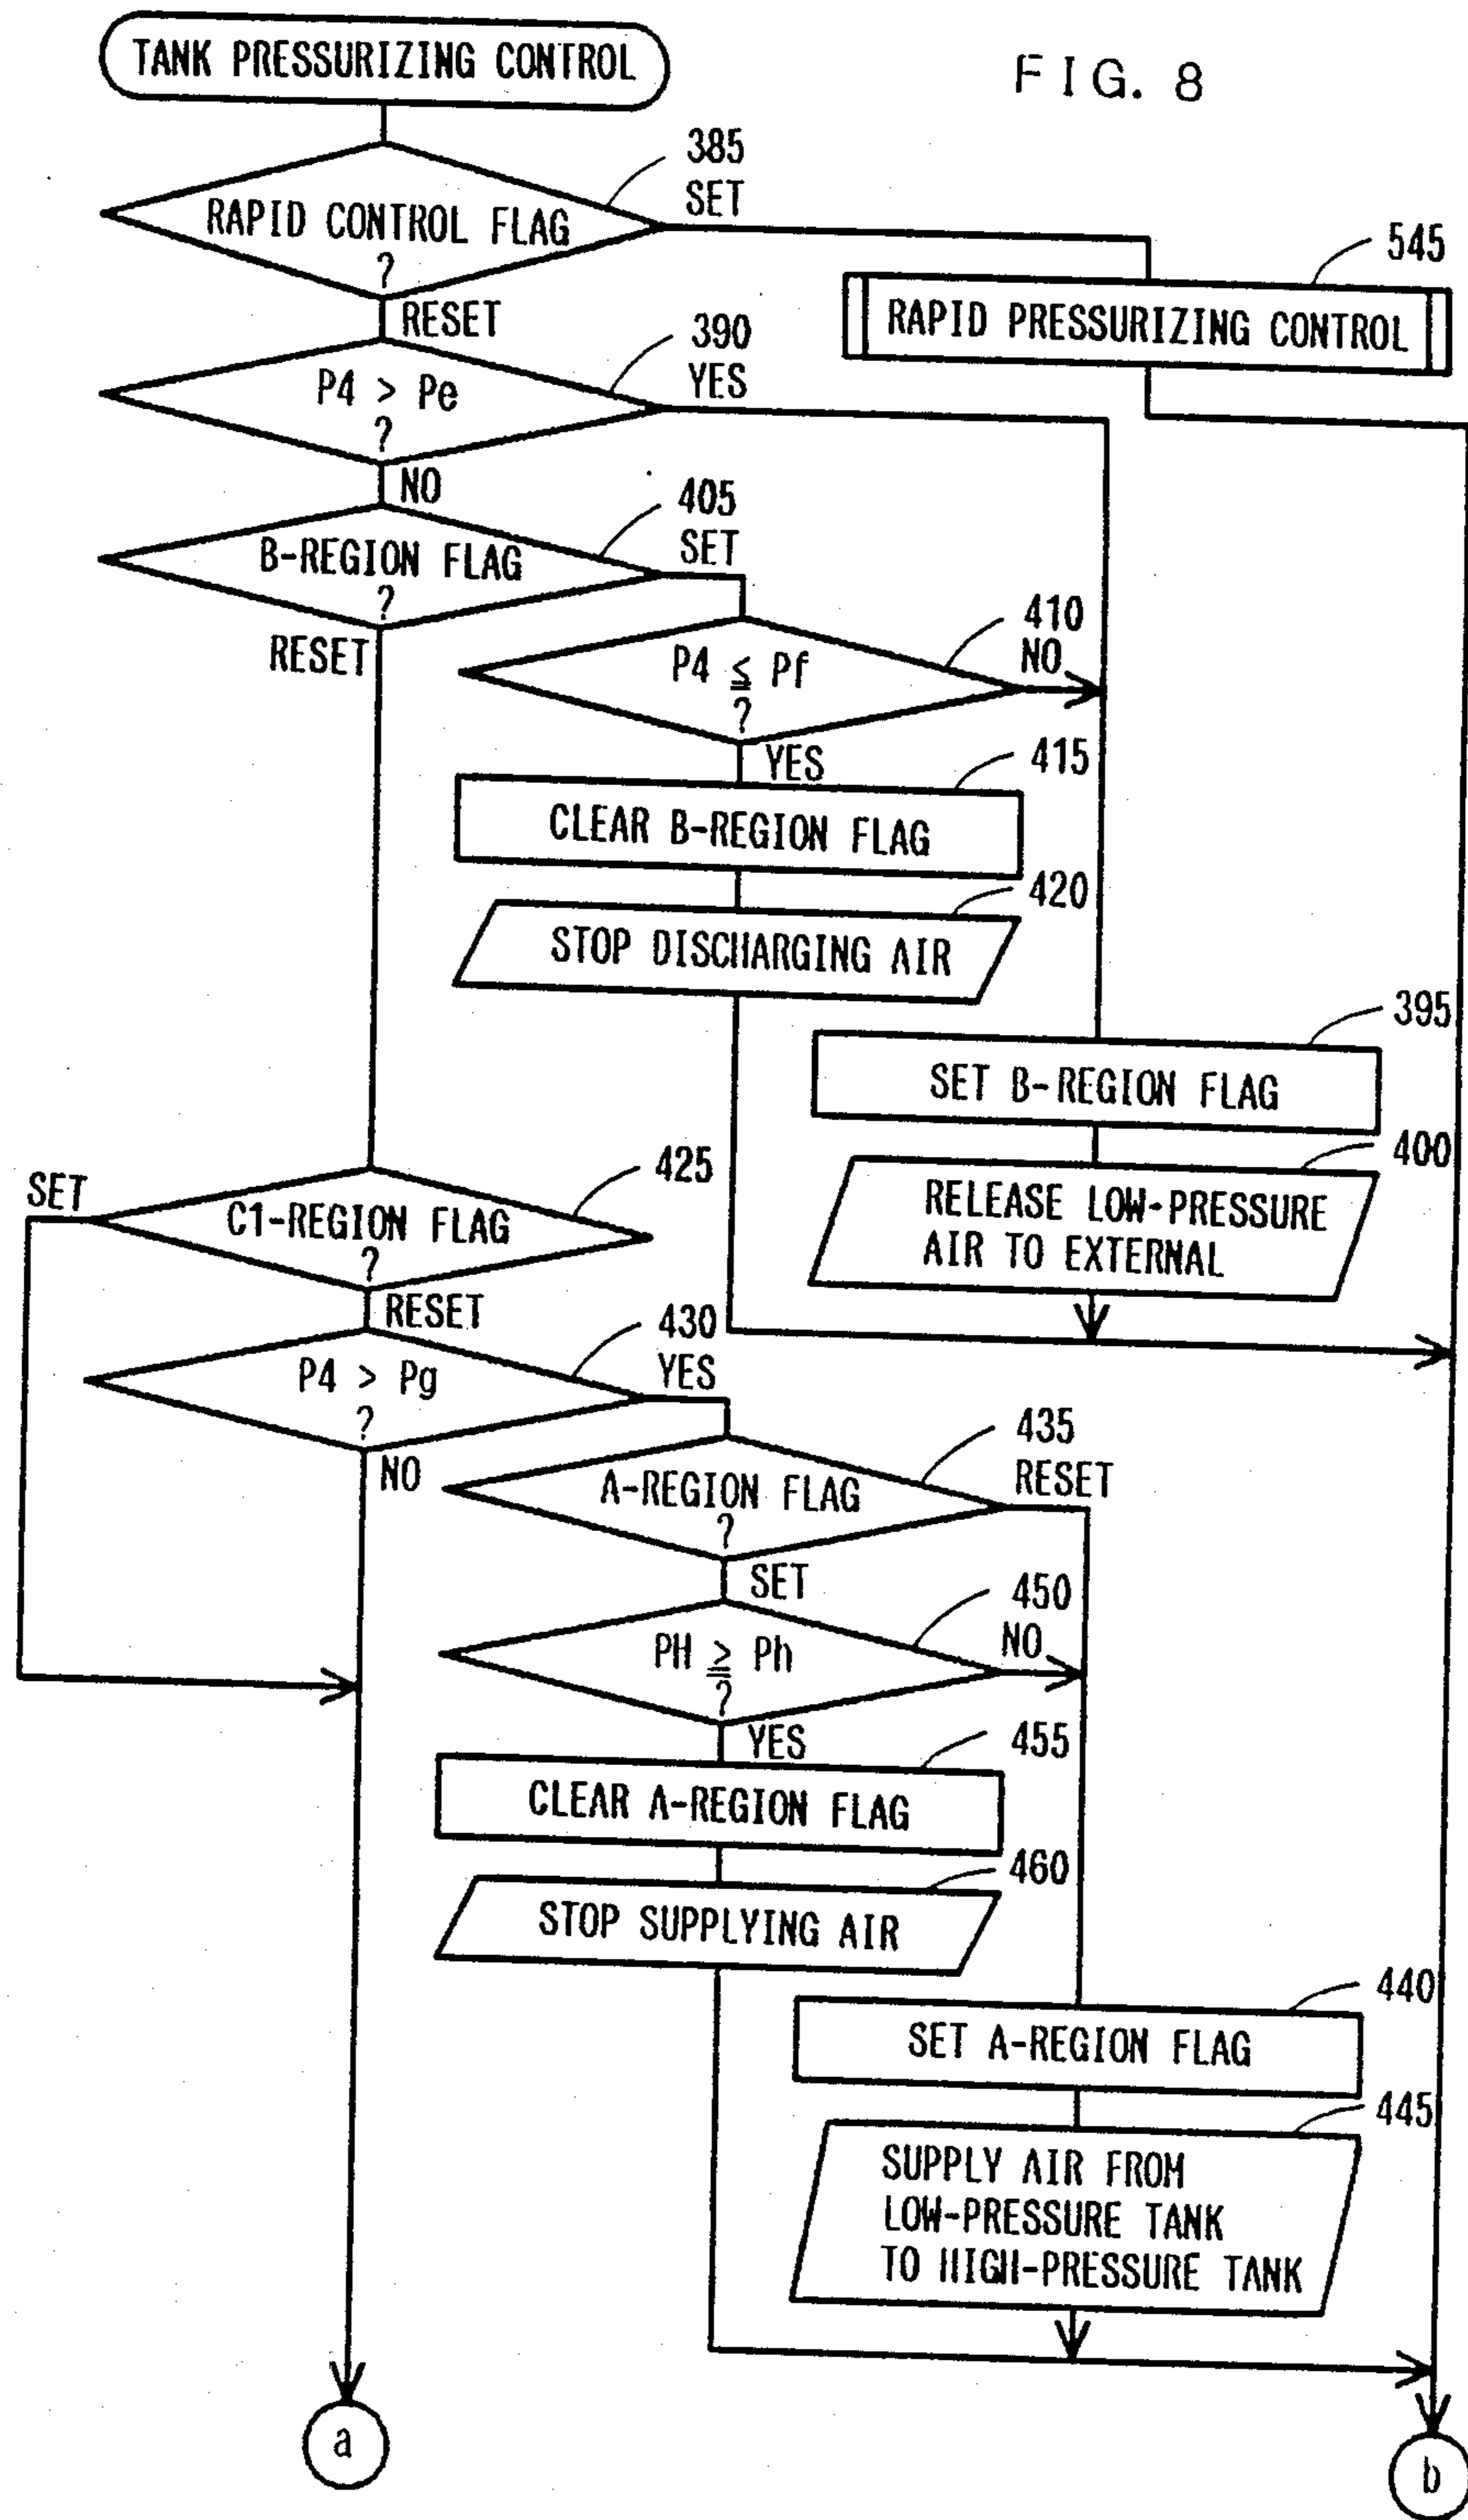 FIG. 8
TANK PRESSURIZING CONTROL
385
SET
RAPID CONTROL FLAG
?
RESET
545
RAPID PRESSURIZING CONTROL
390
YES
P4 > Pe
?
NO
405
SET
B-REGION FLAG
?
RESET
410
NO
P4 ≦ Pf
?
YES
415
CLEAR B-REGION FLAG
420
STOP DISCHARGING AIR
395
SET B-REGION FLAG
400
RELEASE LOW-PRESSURE
AIR TO EXTERNAL
SET
425
C1-REGION FLAG
?
RESET
430
YES
P4 > Pg
?
NO
435
RESET
A-REGION FLAG
?
SET
450
NO
PH ≧ Ph
?
YES
455
CLEAR A-REGION FLAG
460
STOP SUPPLYING AIR
440
SET A-REGION FLAG
445
SUPPLY AIR FROM
LOW-PRESSURE TANK
TO HIGH-PRESSURE TANK
a
b